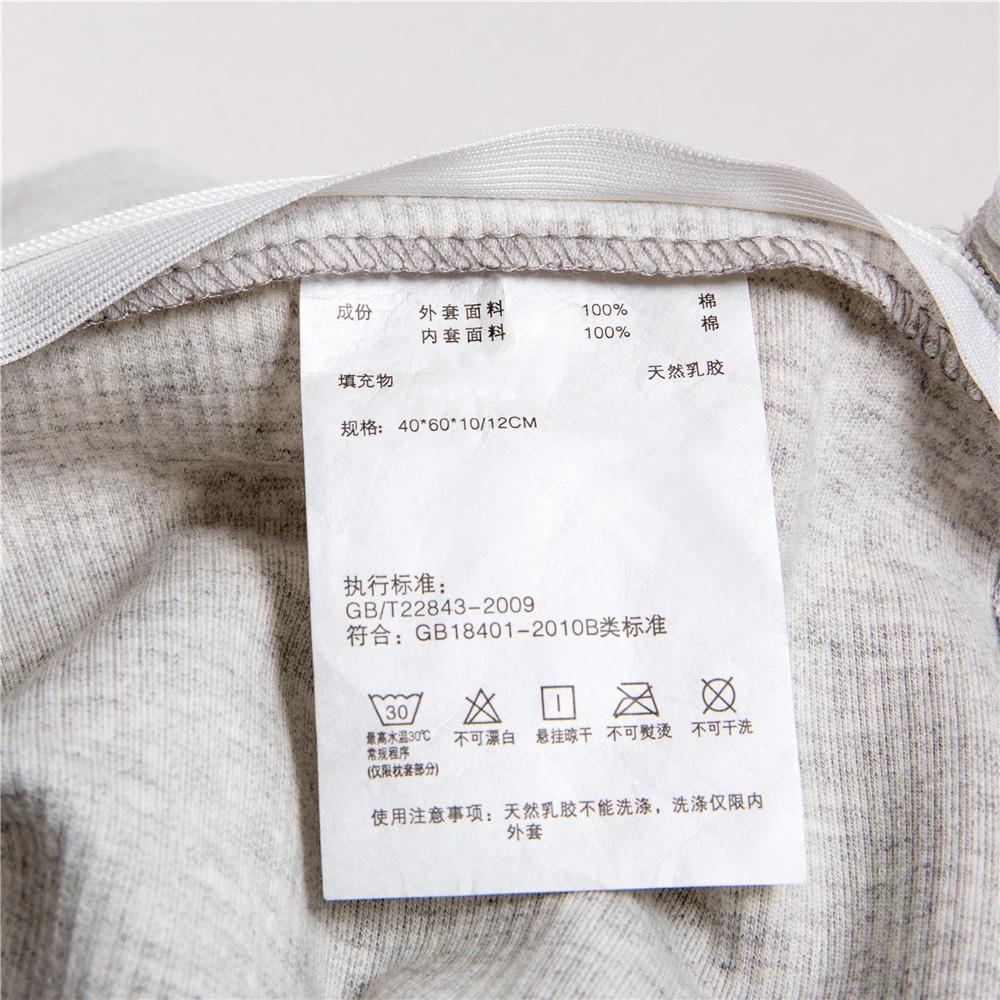 成份 外套面料 100% 棉
内套面料 100% 棉
填充物 天然乳胶
规格: 40*60*10/12CM
执行标准:
GB/T22843-2009
符合: GB18401-2010B类标准
30
最高水温30℃ 不可漂白 悬挂晾干 不可熨烫 不可干洗
常规程序
(仅限枕套部分)
使用注意事项: 天然乳胶不能洗涤, 洗涤仅限内
外套